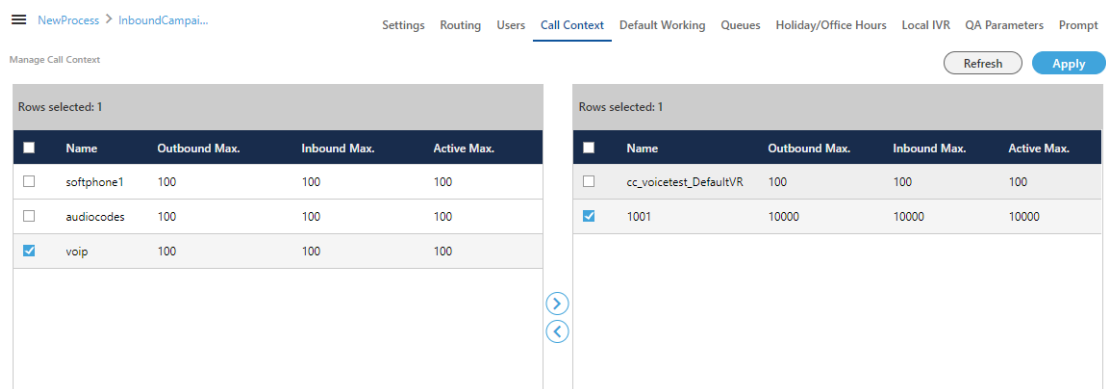 NewProcess > InboundCampai...
Settings Routing Users Call Context Default Working Queues Holiday/Office Hours Local IVR QA Parameters Prompt
Manage Call Context
Refresh Apply
Rows selected: 1
Name Outbound Max. Inbound Max. Active Max.
softphone1 100 100 100
audiocodes 100 100 100
voip 100 100 100
Rows selected: 1
Name Outbound Max. Inbound Max. Active Max.
cc_voicetest_DefaultVR 100 100 100
1001 10000 10000 10000